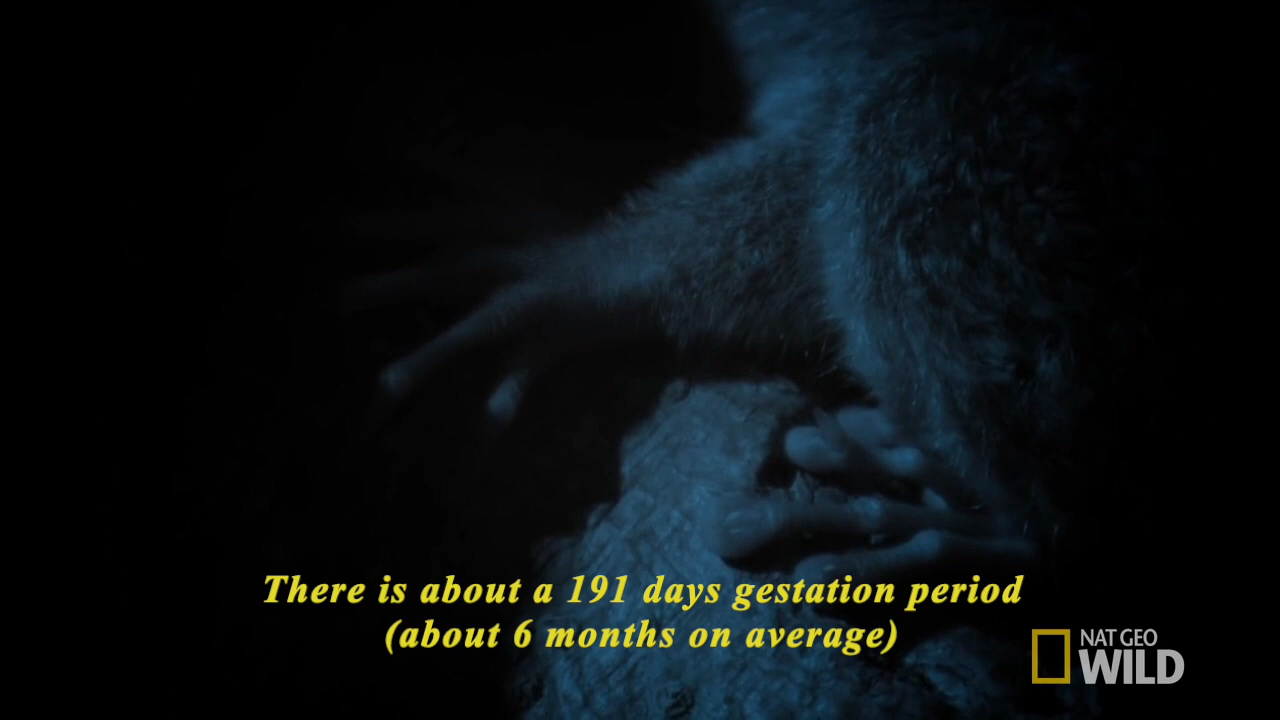 There is about a 191 days gestation period
(about 6 months on average)
NAT GEO
WILD